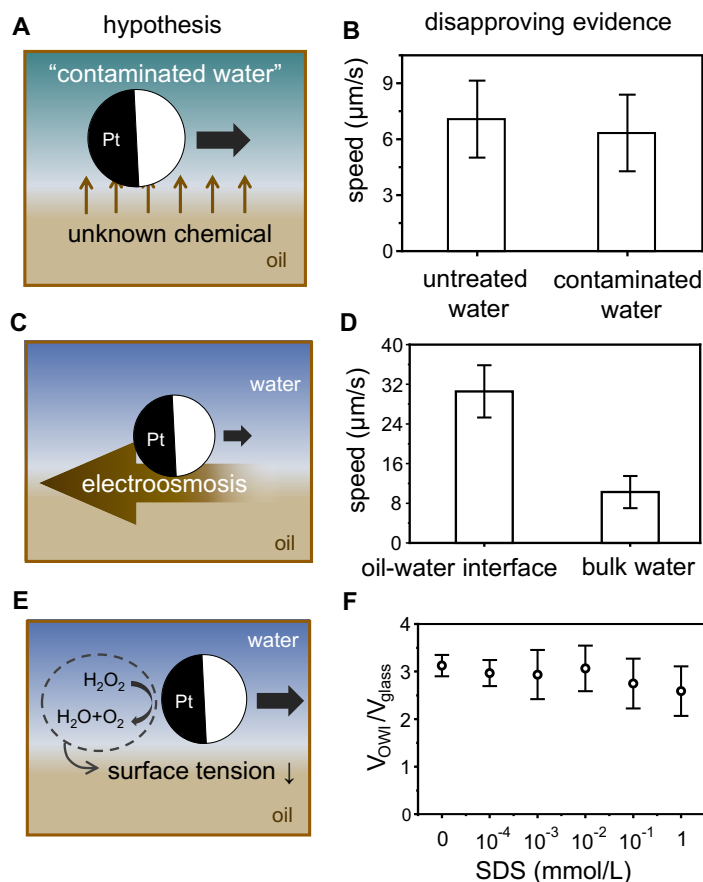 hypothesis
disapproving evidence
A
“contaminated water”
Pt
unknown chemical
oil
B
speed (μm/s)
9
6
3
0
untreated water
contaminated water
C
water
Pt
electroosmosis
oil
D
speed (μm/s)
40
32
24
16
8
0
oil-water interface
bulk water
E
water
H₂O₂
Pt
H₂O+O₂
surface tension ↓
oil
F
V_OWI/V_glass
4
3
2
1
0
0 10⁻⁴ 10⁻³ 10⁻² 10⁻¹ 1
SDS (mmol/L)